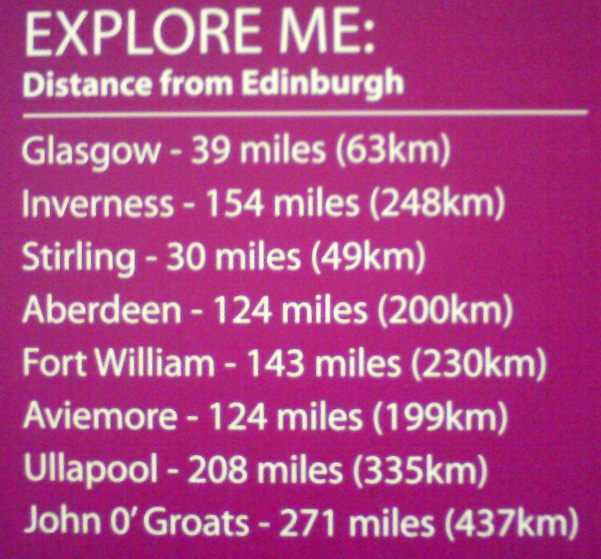 EXPLORE ME:
Distance from Edinburgh
Glasgow - 39 miles (63km)
Inverness - 154 miles (248km)
Stirling - 30 miles (49km)
Aberdeen - 124 miles (200km)
Fort William - 143 miles (230km)
Aviemore - 124 miles (199km)
Ullapool - 208 miles (335km)
John O' Groats - 271 miles (437km)